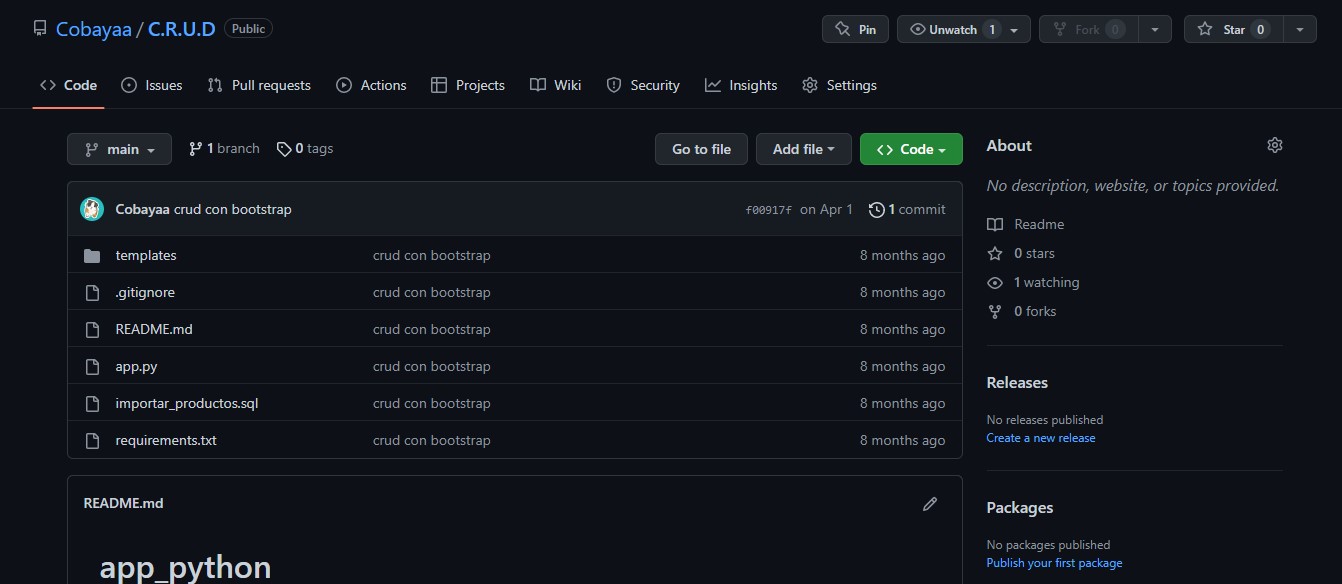 Cobayaa / C.R.U.D Public
Pin Unwatch 1 Fork 0 Star 0
Code Issues Pull requests Actions Projects Wiki Security Insights Settings
main 1 branch 0 tags Go to file Add file Code
Cobayaa crud con bootstrap f00917f on Apr 1 1 commit
templates crud con bootstrap 8 months ago
.gitignore crud con bootstrap 8 months ago
README.md crud con bootstrap 8 months ago
app.py crud con bootstrap 8 months ago
importar_productos.sql crud con bootstrap 8 months ago
requirements.txt crud con bootstrap 8 months ago
README.md
app_python
About
No description, website, or topics provided.
Readme
0 stars
1 watching
0 forks
Releases
No releases published
Create a new release
Packages
No packages published
Publish your first package